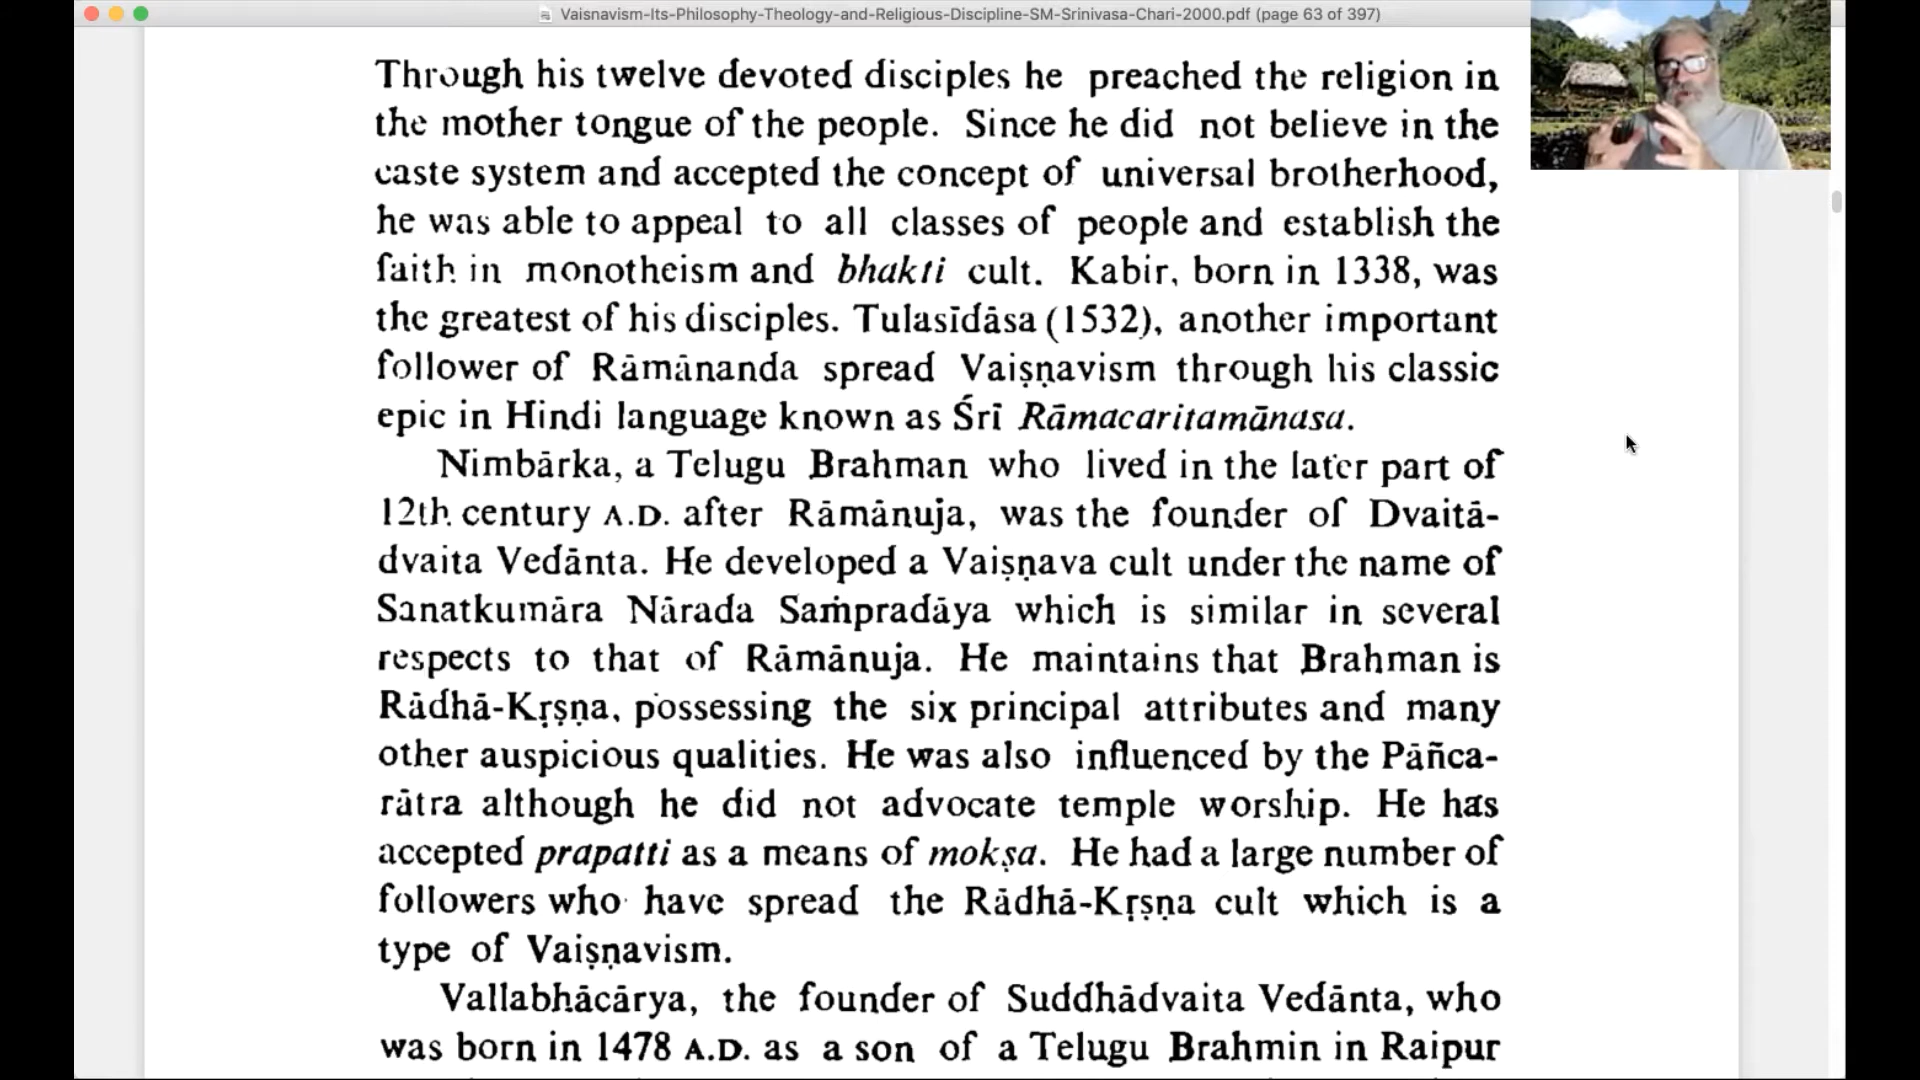 Vaisnavism-Its-Philosophy-Theology-and-Religious-Discipline-SM-Srinivasa-Chari-2000.pdf (page 63 of 397)
Through his twelve devoted disciples he preached the religion in
the mother tongue of the people. Since he did not believe in the
caste system and accepted the concept of universal brotherhood,
he was able to appeal to all classes of people and establish the
faith in monotheism and bhakti cult. Kabir, born in 1338, was
the greatest of his disciples. Tulasīdāsa (1532), another important
follower of Rāmānanda spread Vaiṣṇavism through his classic
epic in Hindi language known as Śrī Rāmacaritamānasa.
Nimbārka, a Telugu Brahman who lived in the later part of
12th century A.D. after Rāmānuja, was the founder of Dvaitā-
dvaita Vedānta. He developed a Vaiṣṇava cult under the name of
Sanatkumāra Nārada Saṁpradāya which is similar in several
respects to that of Rāmānuja. He maintains that Brahman is
Rādhā-Kṛṣṇa, possessing the six principal attributes and many
other auspicious qualities. He was also influenced by the Pāñca-
rātra although he did not advocate temple worship. He has
accepted prapatti as a means of mokṣa. He had a large number of
followers who have spread the Rādhā-Kṛṣṇa cult which is a
type of Vaiṣṇavism.
Vallabhācārya, the founder of Suddhādvaita Vedānta, who
was born in 1478 A.D. as a son of a Telugu Brahmin in Raipur